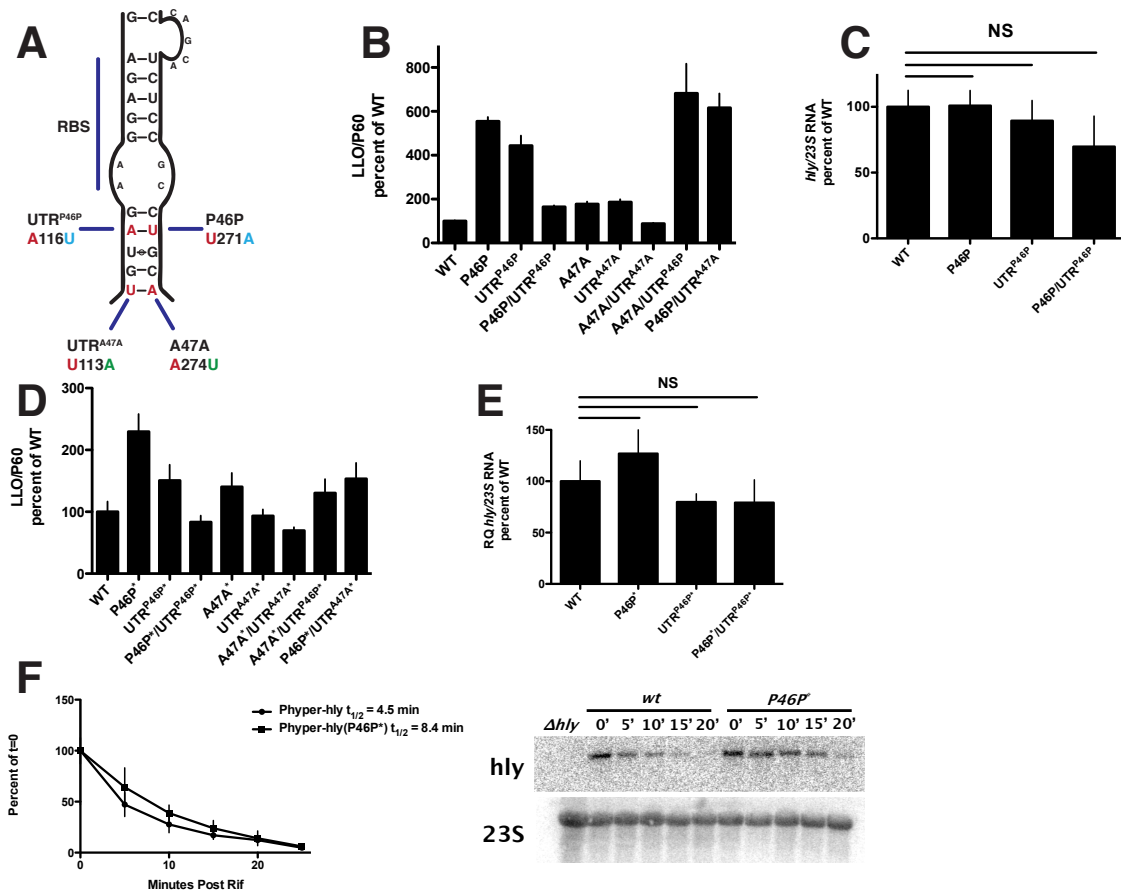 A
G–C
C
A
G
C
A
A–U
G–C
A–U
G–C
G–C
RBS
A
A
G
C
G–C
A–U
U↔G
G–C
U–A
UTR^P46P
A116U
P46P
U271A
UTR^A47A
U113A
A47A
A274U
B
LLO/P60
percent of WT
800
600
400
200
0
WT
P46P
UTR^P46P
P46P/UTR^P46P
A47A
UTR^A47A
A47A/UTR^A47A
A47A/UTR^P46P
P46P/UTR^A47A
C
NS
hly/23S RNA
percent of WT
100
50
0
WT
P46P
UTR^P46P
P46P/UTR^P46P
D
LLO/P60
percent of WT
300
200
100
0
WT
P46P*
UTR^P46P*
P46P*/UTR^P46P*
A47A*
UTR^A47A*
A47A*/UTR^A47A*
A47A*/UTR^P46P*
P46P*/UTR^A47A*
E
NS
RQ hly/23S RNA
percent of WT
150
100
50
0
WT
P46P*
UTR^P46P*
P46P*/UTR^P46P*
F
Percent of t=0
150
100
50
0
0
10
20
Minutes Post Rif
Phyper-hly t1/2 = 4.5 min
Phyper-hly(P46P*) t1/2 = 8.4 min
wt
P46P*
Δhly 0' 5' 10' 15' 20' 0' 5' 10' 15' 20'
hly
23S